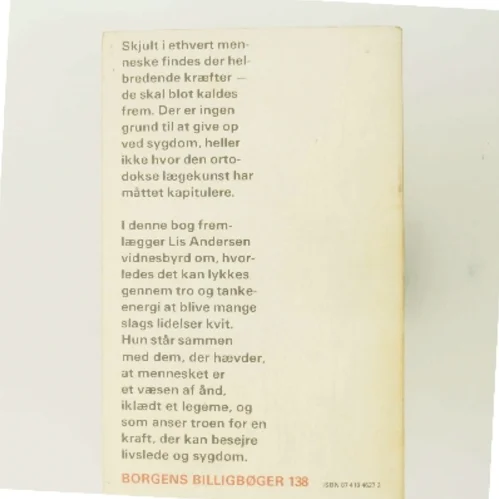 Skjult i ethvert men-
neske findes der hel-
bredende kræfter –
de skal blot kaldes
frem. Der er ingen
grund til at give op
ved sygdom, heller
ikke hvor den orto-
dokse lægekunst har
måttet kapitulere.
I denne bog frem-
lægger Lis Andersen
vidnesbyrd om, hvor-
ledes det kan lykkes
gennem tro og tanke-
energi at blive mange
slags lidelser kvit.
Hun står sammen
med dem, der hævder,
at mennesket er
et væsen af ånd,
iklædt et legeme, og
som anser troen for en
kraft, der kan besejre
livslede og sygdom.
BORGENS BILLIGBØGER 138
ISBN